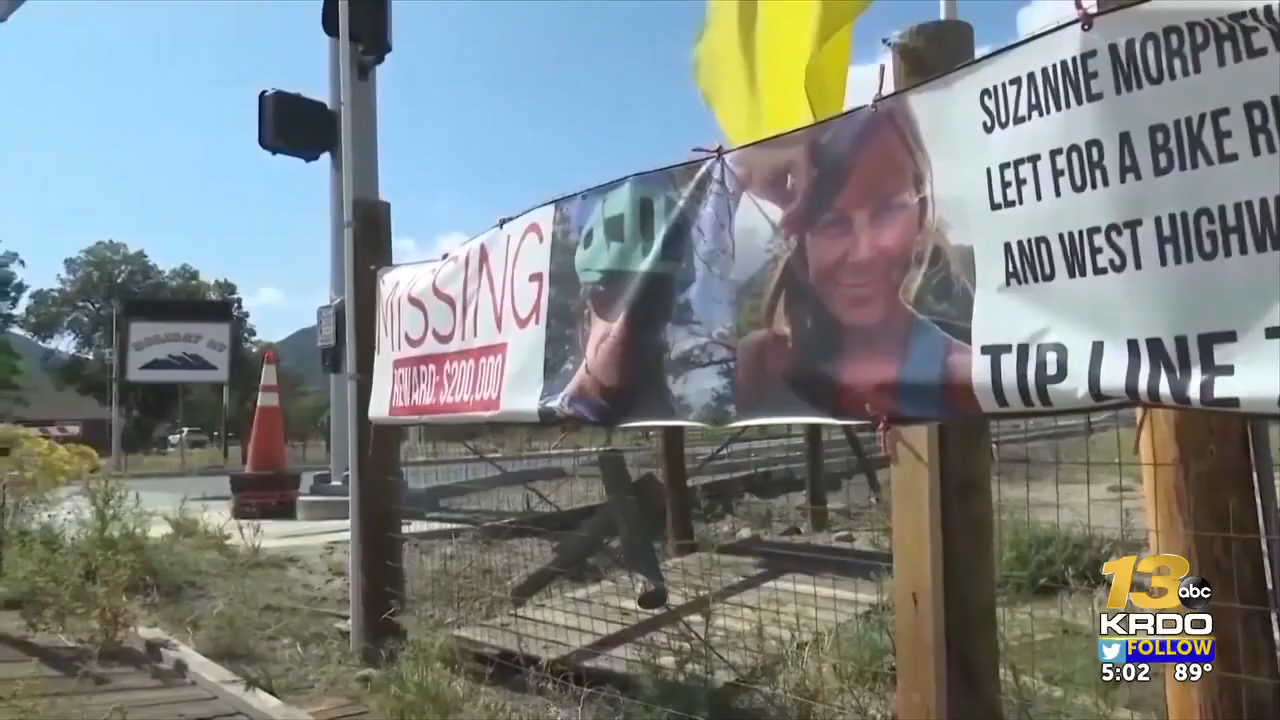 MISSING
REWARD: $200,000
SUZANNE MORPHEW
LEFT FOR A BIKE
AND WEST
TIP LINE
13 abc
KRDO
FOLLOW
5:02 89°